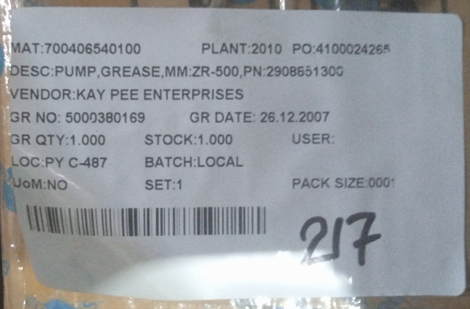 MAT:700406540100 PLANT:2010 PO:4100024265
DESC:PUMP,GREASE,MM:ZR-500,PN:2908651300
VENDOR:KAY PEE ENTERPRISES
GR NO: 5000380169 GR DATE: 26.12.2007
GR QTY:1.000 STOCK:1.000 USER:
LOC:PY C-487 BATCH:LOCAL
UoM:NO SET:1 PACK SIZE:0001
217